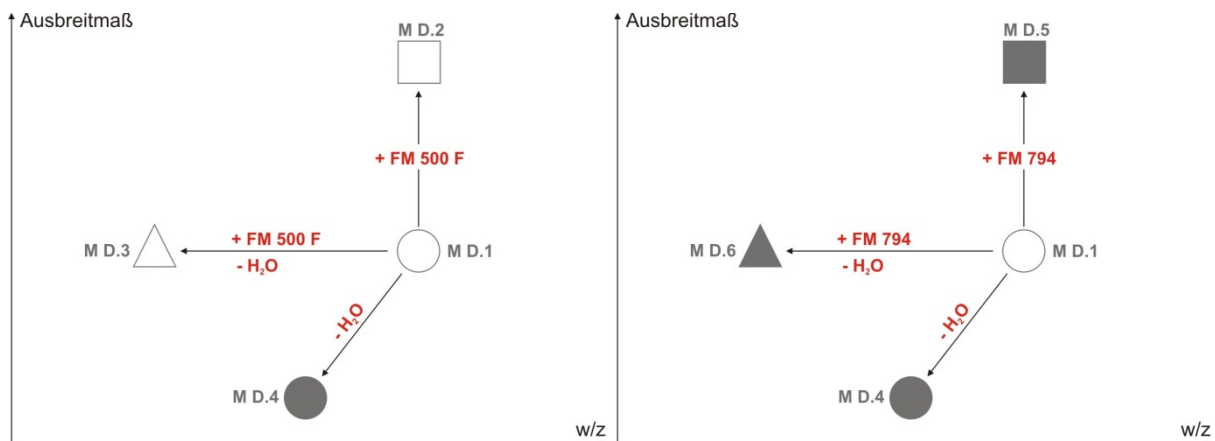 Ausbreitmaß
M D.2
+ FM 500 F
M D.3
+ FM 500 F
- H₂O
M D.1
- H₂O
M D.4
w/z
Ausbreitmaß
M D.5
+ FM 794
M D.6
+ FM 794
- H₂O
M D.1
- H₂O
M D.4
w/z